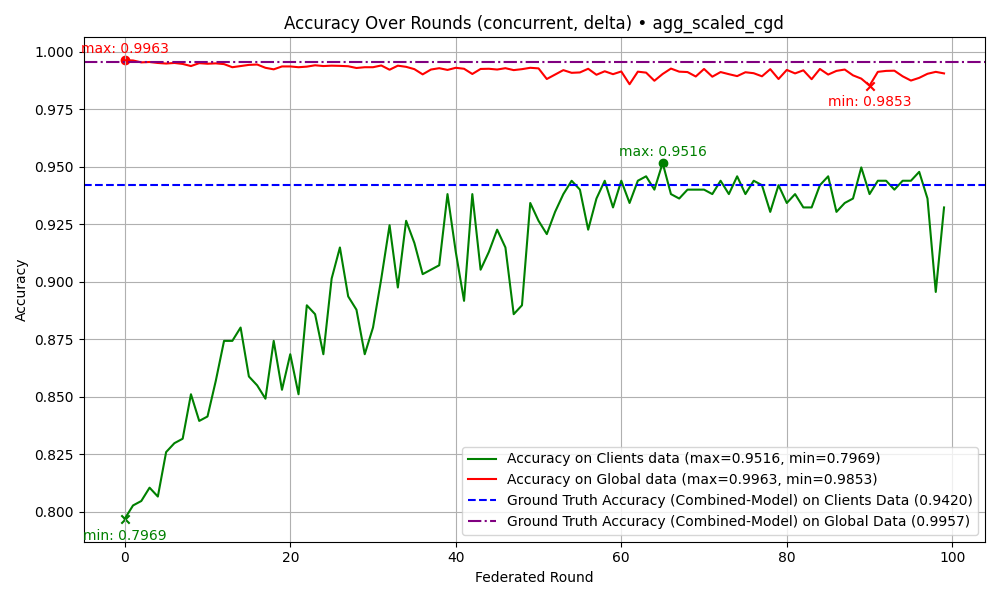 Accuracy Over Rounds (concurrent, delta) • agg_scaled_cgd
max: 0.9963
min: 0.9853
max: 0.9516
min: 0.7969
Accuracy
1.000
0.975
0.950
0.925
0.900
0.875
0.850
0.825
0.800
Accuracy on Clients data (max=0.9516, min=0.7969)
Accuracy on Global data (max=0.9963, min=0.9853)
Ground Truth Accuracy (Combined-Model) on Clients Data (0.9420)
Ground Truth Accuracy (Combined-Model) on Global Data (0.9957)
0 20 40 60 80 100
Federated Round